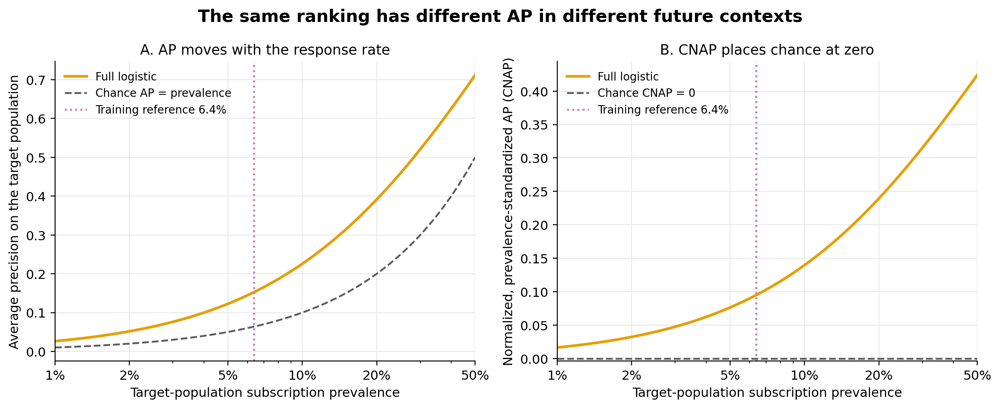 The same ranking has different AP in different future contexts
A. AP moves with the response rate
Average precision on the target population
0.7
0.6
0.5
0.4
0.3
0.2
0.1
0.0
Full logistic
Chance AP = prevalence
Training reference 6.4%
1% 2% 5% 10% 20% 50%
Target-population subscription prevalence
B. CNAP places chance at zero
Normalized, prevalence-standardized AP (CNAP)
0.40
0.35
0.30
0.25
0.20
0.15
0.10
0.05
0.00
Full logistic
Chance CNAP = 0
Training reference 6.4%
1% 2% 5% 10% 20% 50%
Target-population subscription prevalence